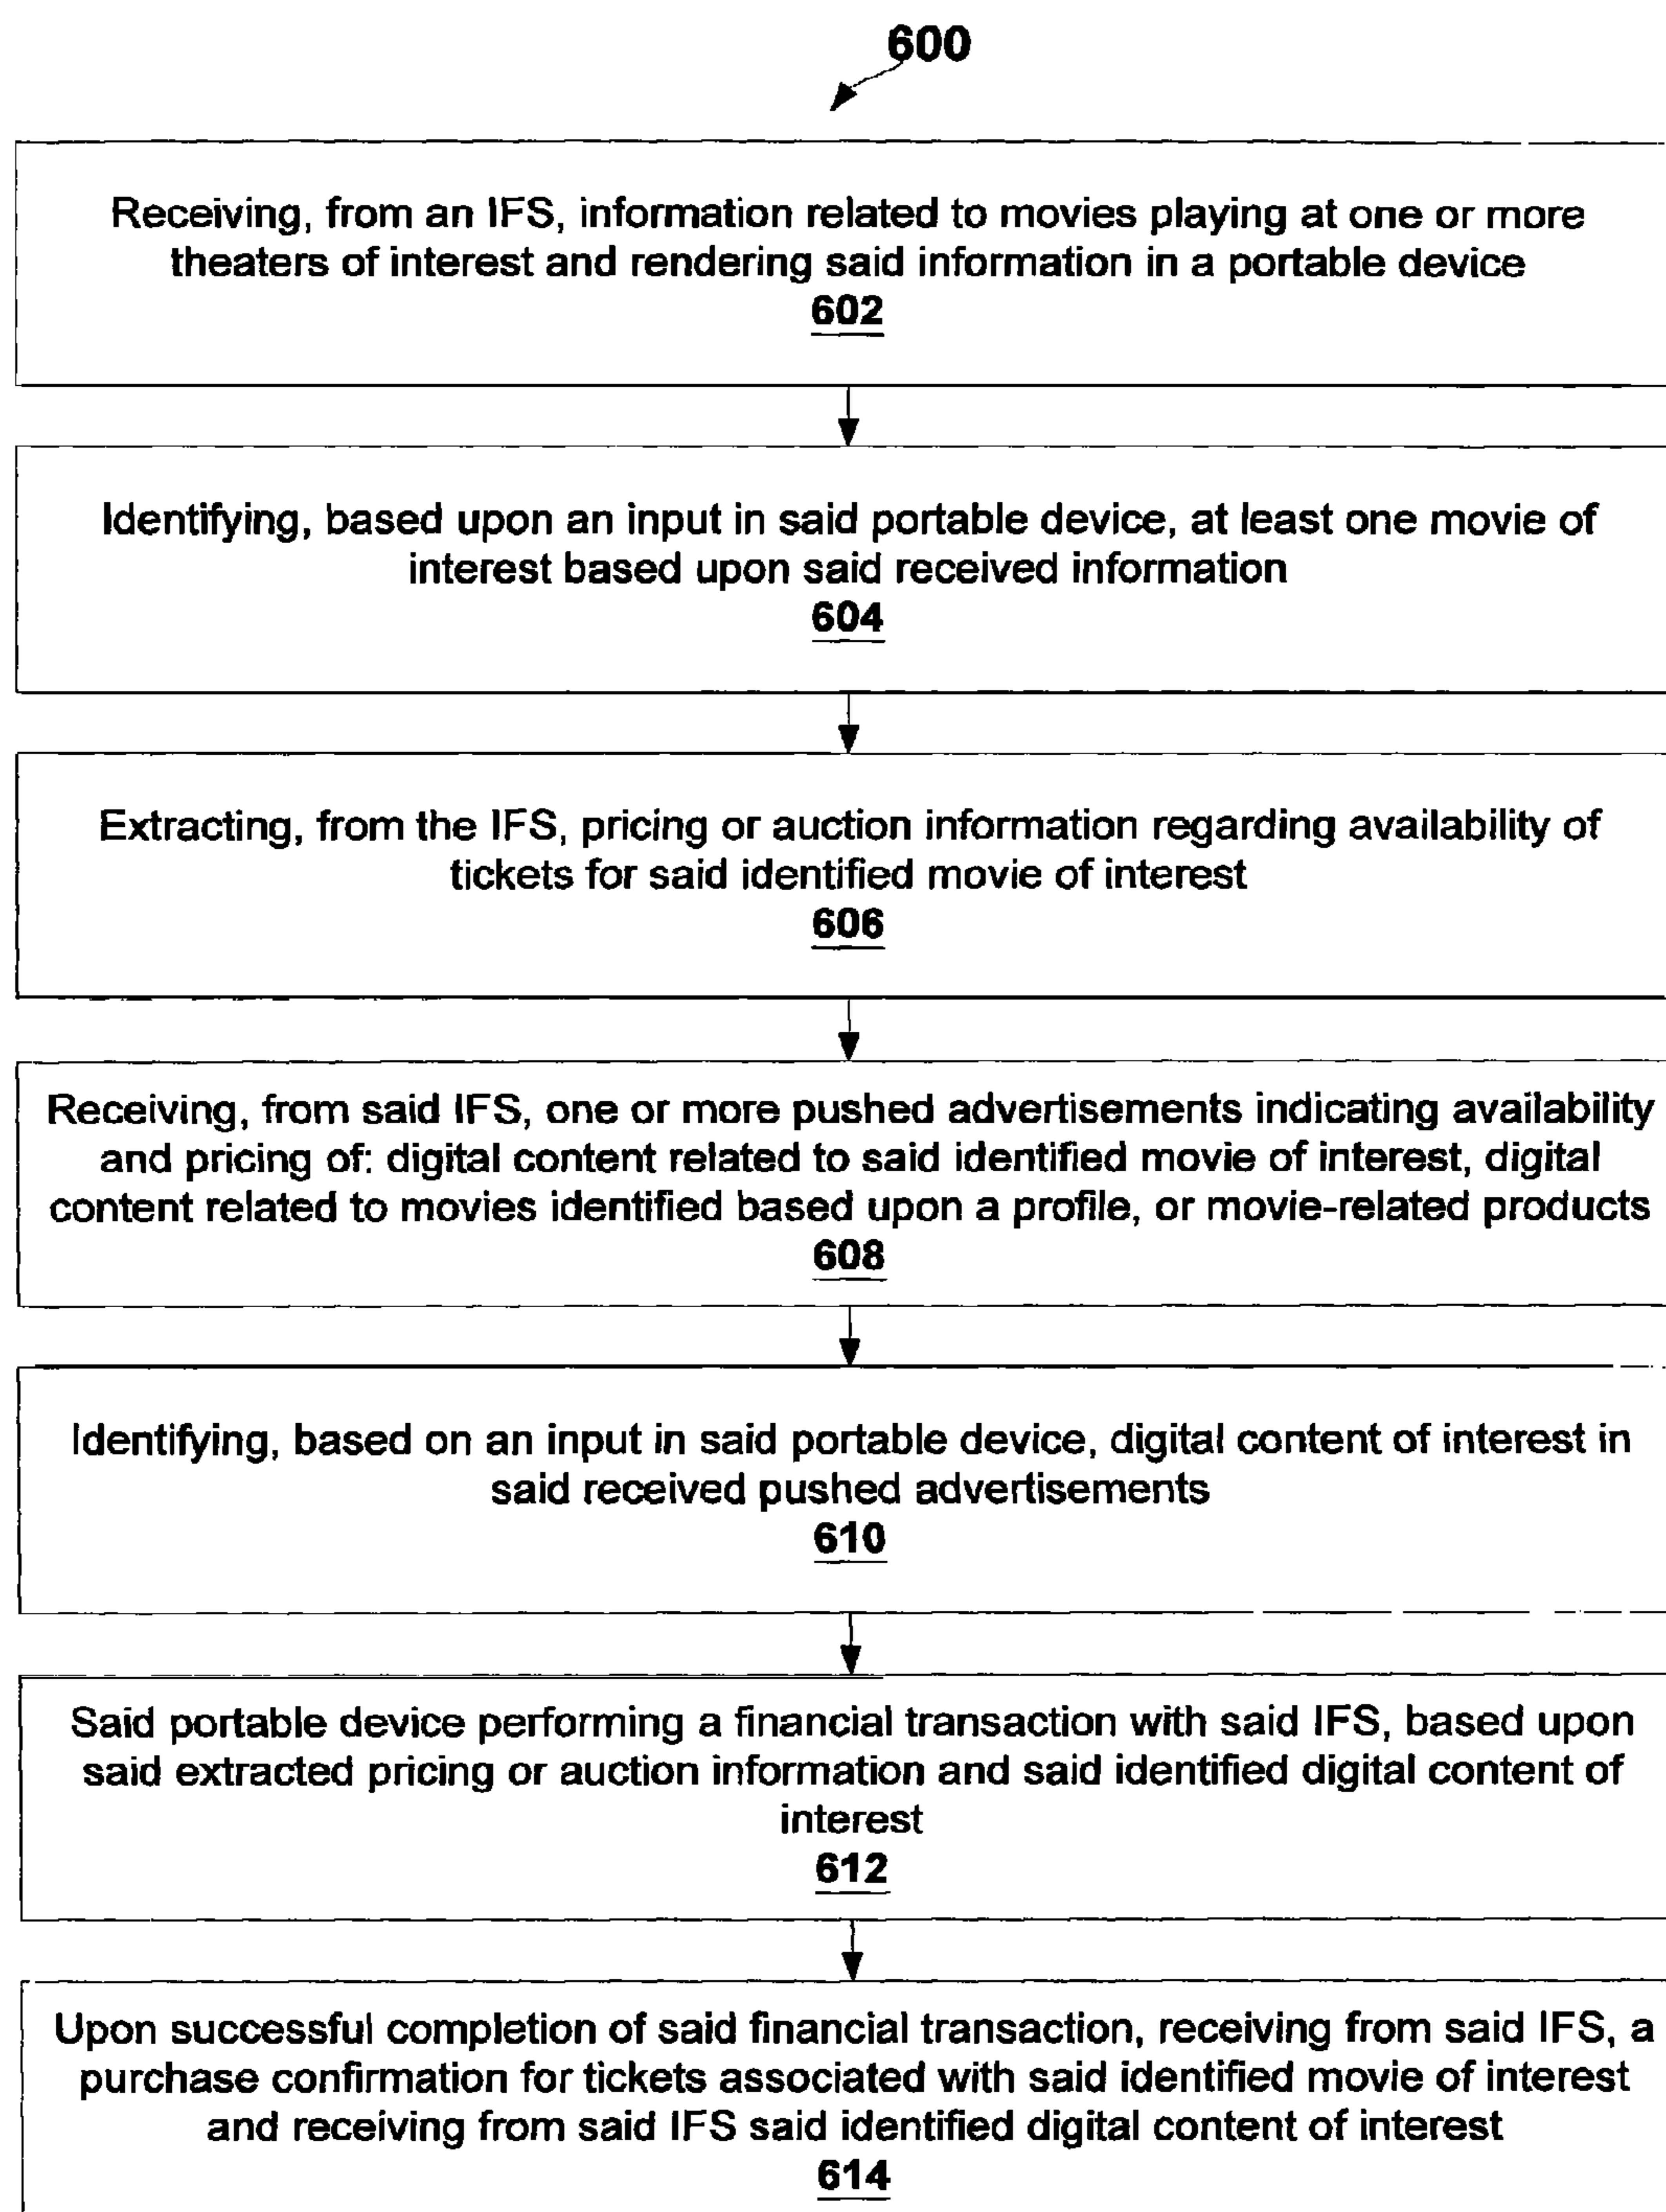 600
Receiving, from an IFS, information related to movies playing at one or more
theaters of interest and rendering said information in a portable device
602
Identifying, based upon an input in said portable device, at least one movie of
interest based upon said received information
604
Extracting, from the IFS, pricing or auction information regarding availability of
tickets for said identified movie of interest
606
Receiving, from said IFS, one or more pushed advertisements indicating availability
and pricing of: digital content related to said identified movie of interest, digital
content related to movies identified based upon a profile, or movie-related products
608
Identifying, based on an input in said portable device, digital content of interest in
said received pushed advertisements
610
Said portable device performing a financial transaction with said IFS, based upon
said extracted pricing or auction information and said identified digital content of
interest
612
Upon successful completion of said financial transaction, receiving from said IFS, a
purchase confirmation for tickets associated with said identified movie of interest
and receiving from said IFS said identified digital content of interest
614